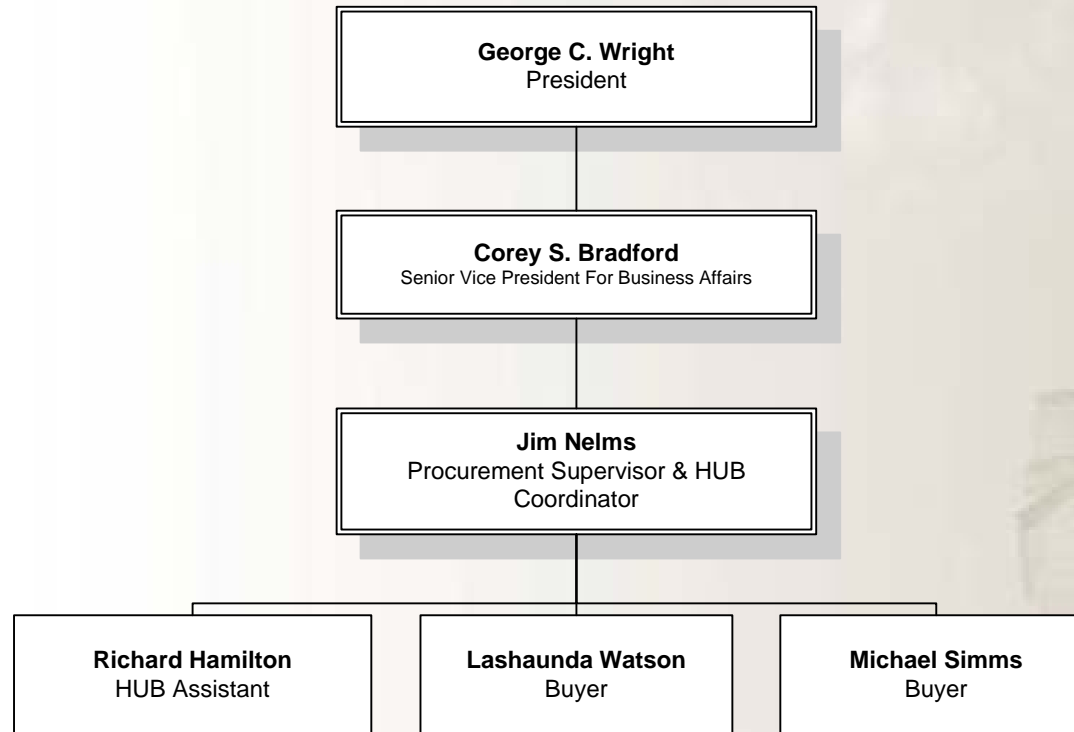 George C. Wright
President
Corey S. Bradford
Senior Vice President For Business Affairs
Jim Nelms
Procurement Supervisor & HUB
Coordinator
Richard Hamilton
HUB Assistant
Lashaunda Watson
Buyer
Michael Simms
Buyer